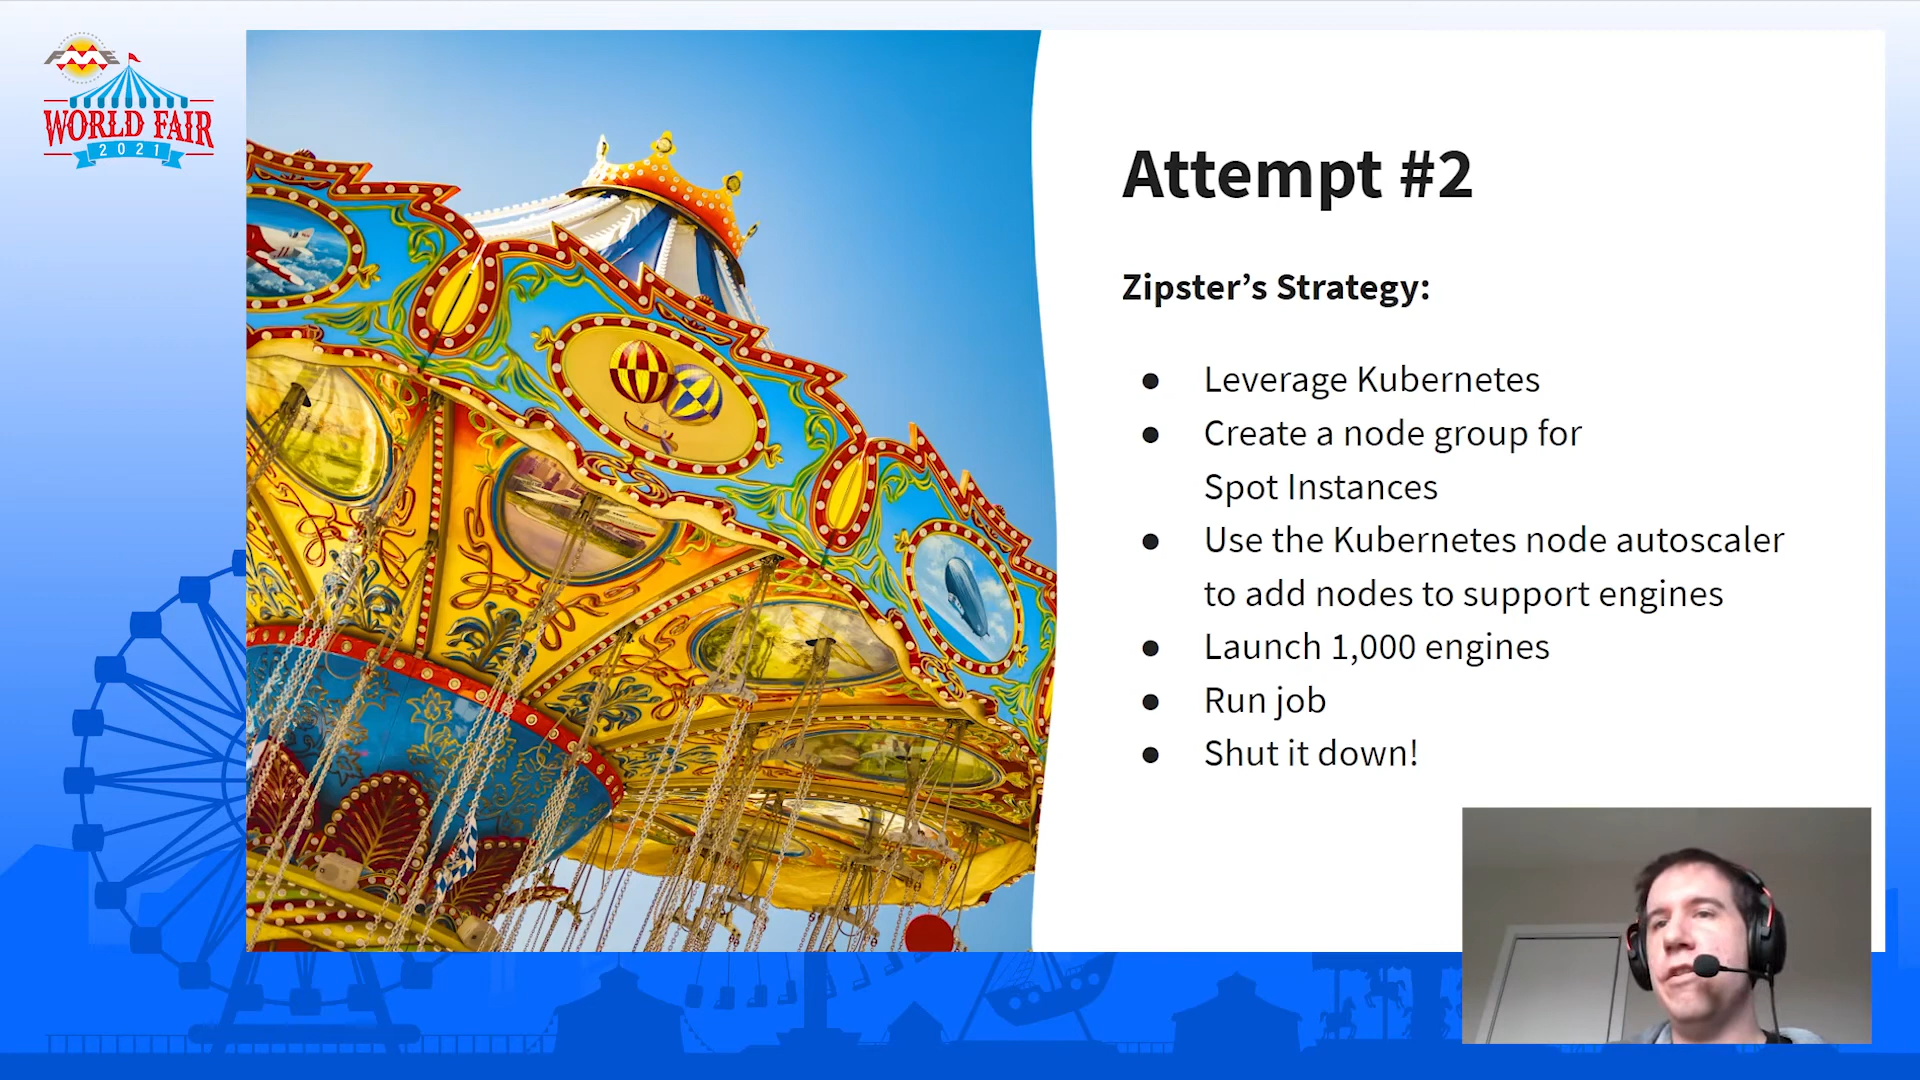 FME
WORLD FAIR
2021
Attempt #2
Zipster’s Strategy:
● Leverage Kubernetes
● Create a node group for
Spot Instances
● Use the Kubernetes node autoscaler
to add nodes to support engines
● Launch 1,000 engines
● Run job
● Shut it down!